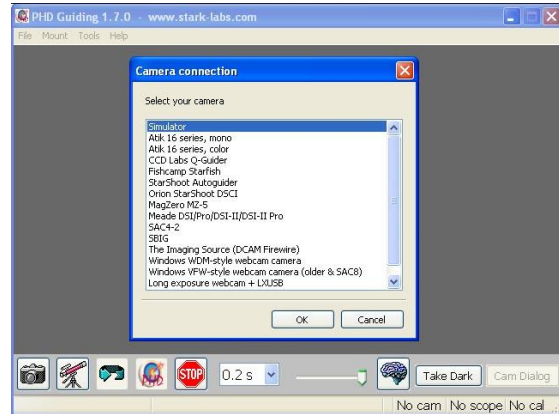 PHD Guiding 1.7.0 - www.stark-labs.com
File Mount Tools Help
Camera connection
Select your camera
Simulator
Atik 16 series, mono
Atik 16 series, color
CCD Labs Q-Guider
Fishcamp Starfish
StarShoot Autoguider
Orion StarShoot DSCI
MagZero MZ-5
Meade DSI/Pro/DSI-II/DSI-II Pro
SAC4-2
SBIG
The Imaging Source (DCAM Firewire)
Windows WDM-style webcam camera
Windows VFW-style webcam camera (older & SAC8)
Long exposure webcam + LXUSB
OK Cancel
STOP 0.2 s Take Dark Cam Dialog
No cam No scope No cal